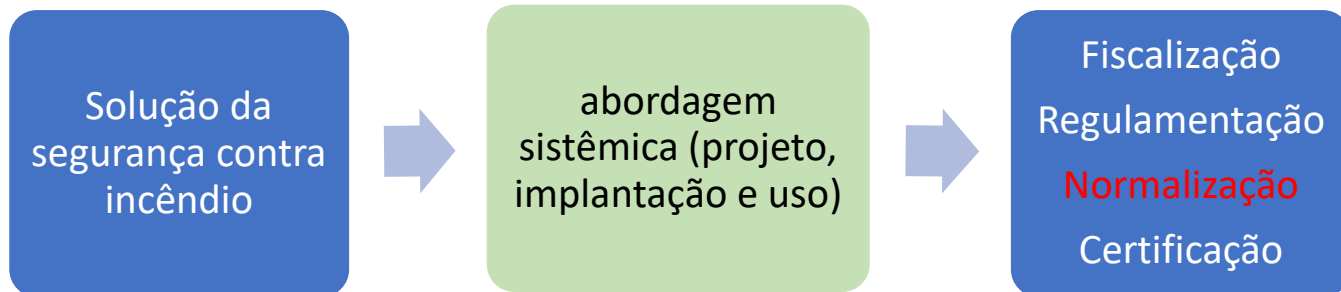 Solução da
segurança contra
incêndio
abordagem
sistêmica (projeto,
implantação e uso)
Fiscalização
Regulamentação
Normalização
Certificação